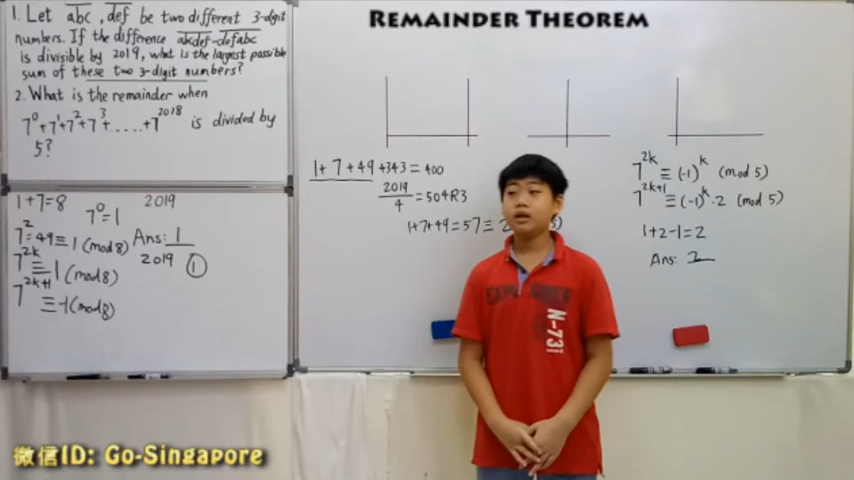 REMAINDER THEOREM
1. Let abc, def be two different 3-digit
numbers. If the difference abcdef-defabc
is divisible by 2019, what is the largest possible
sum of these two 3-digit numbers?
2. What is the remainder when
7⁰+7¹+7²+7³+.....+7²⁰¹⁸ is divided by
5?
1+7=8
7⁰=1
2019
7²=49≡1 (mod 8)
Ans: 1
7²ᵏ≡1 (mod 8)
2019 ①
7²ᵏ⁺¹≡-1 (mod 8)
1+7+49+343=400
2019/4=504R3
1+7+49=57≡2
7²ᵏ≡(-1)ᵏ (mod 5)
7²ᵏ⁺¹≡(-1)ᵏ·2 (mod 5)
1+2-1=2
Ans: 2
EXPLORER
N-73
微信ID: Go-Singapore